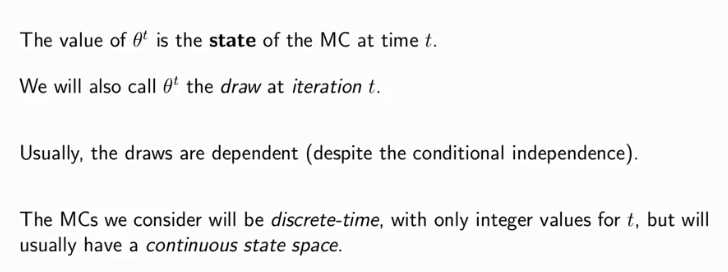 The value of θᵗ is the state of the MC at time t.
We will also call θᵗ the draw at iteration t.
Usually, the draws are dependent (despite the conditional independence).
The MCs we consider will be discrete-time, with only integer values for t, but will
usually have a continuous state space.